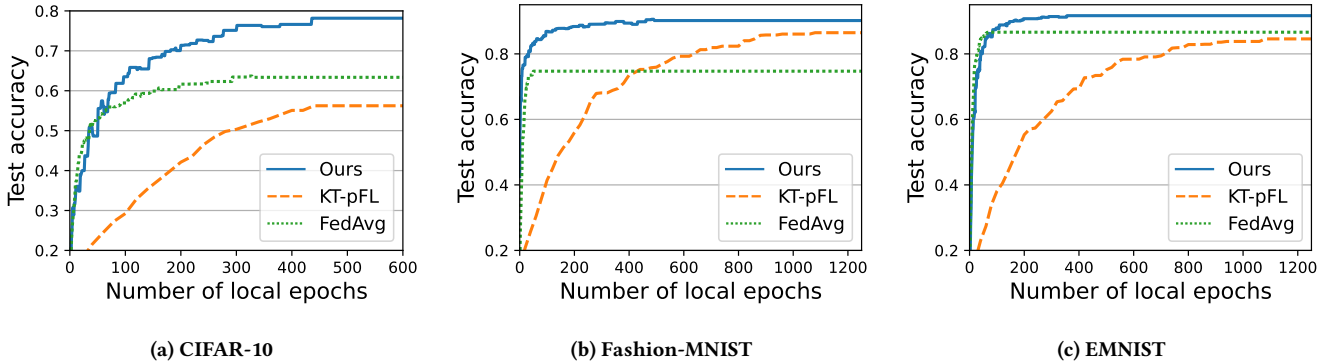 0.8
0.7
0.6
0.5
0.4
0.3
0.2
Test accuracy
0 100 200 300 400 500 600
Number of local epochs
Ours
KT-pFL
FedAvg
(a) CIFAR-10
0.8
0.6
0.4
0.2
Test accuracy
0 200 400 600 800 1000 1200
Number of local epochs
Ours
KT-pFL
FedAvg
(b) Fashion-MNIST
0.8
0.6
0.4
0.2
Test accuracy
0 200 400 600 800 1000 1200
Number of local epochs
Ours
KT-pFL
FedAvg
(c) EMNIST